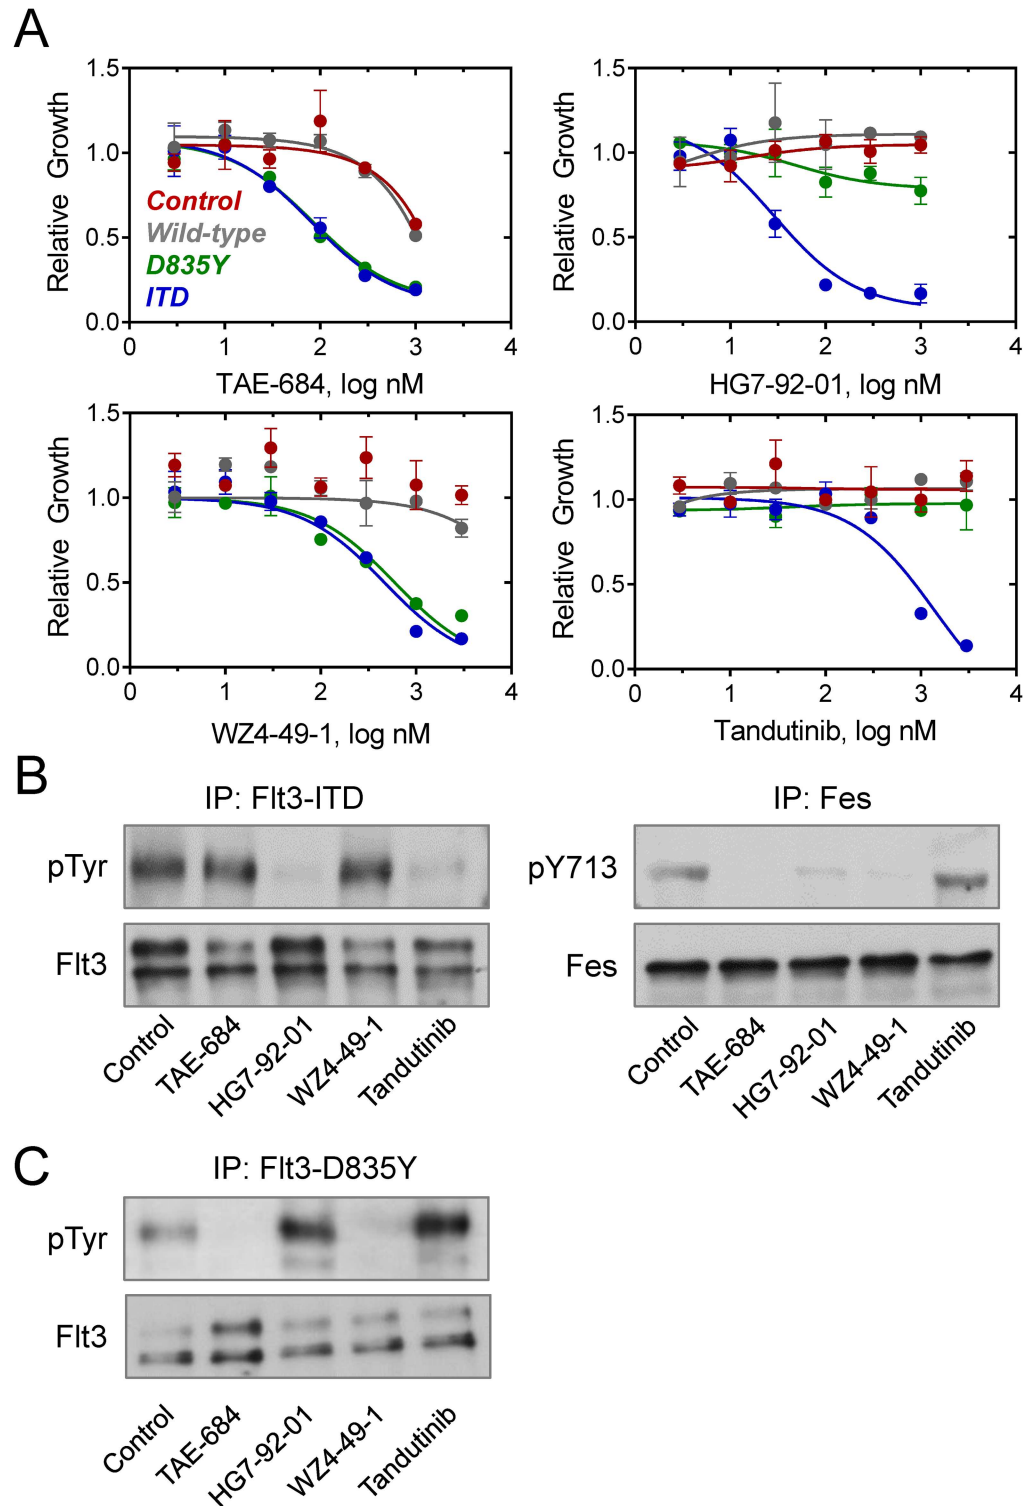 A
1.5
1.0
0.5
0.0
Relative Growth
Control
Wild-type
D835Y
ITD
0 1 2 3 4
TAE-684, log nM
1.5
1.0
0.5
0.0
Relative Growth
0 1 2 3 4
HG7-92-01, log nM
1.5
1.0
0.5
0.0
Relative Growth
0 1 2 3 4
WZ4-49-1, log nM
1.5
1.0
0.5
0.0
Relative Growth
0 1 2 3 4
Tandutinib, log nM
B
IP: Flt3-ITD
pTyr
Flt3
Control
TAE-684
HG7-92-01
WZ4-49-1
Tandutinib
IP: Fes
pY713
Fes
Control
TAE-684
HG7-92-01
WZ4-49-1
Tandutinib
C
IP: Flt3-D835Y
pTyr
Flt3
Control
TAE-684
HG7-92-01
WZ4-49-1
Tandutinib